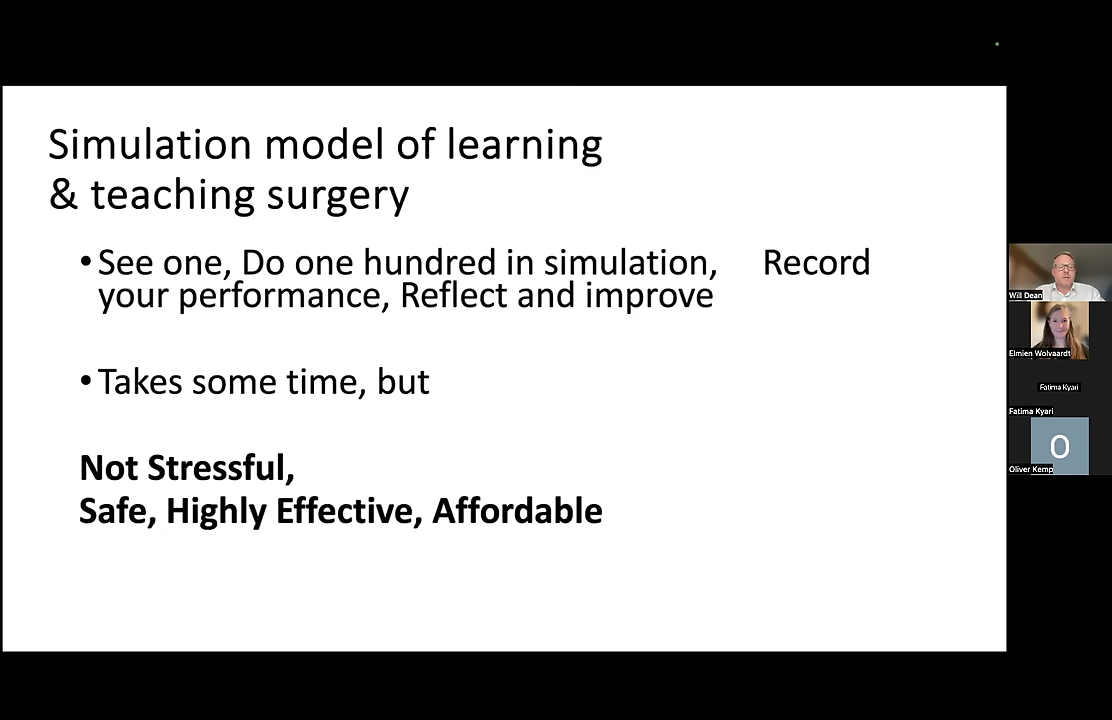 Simulation model of learning
& teaching surgery
•See one, Do one hundred in simulation, Record
your performance, Reflect and improve
•Takes some time, but
Not Stressful,
Safe, Highly Effective, Affordable
Will Dean
Elmien Wolvaardt
Fatima Kyari
Fatima Kyari
O
Oliver Kemp